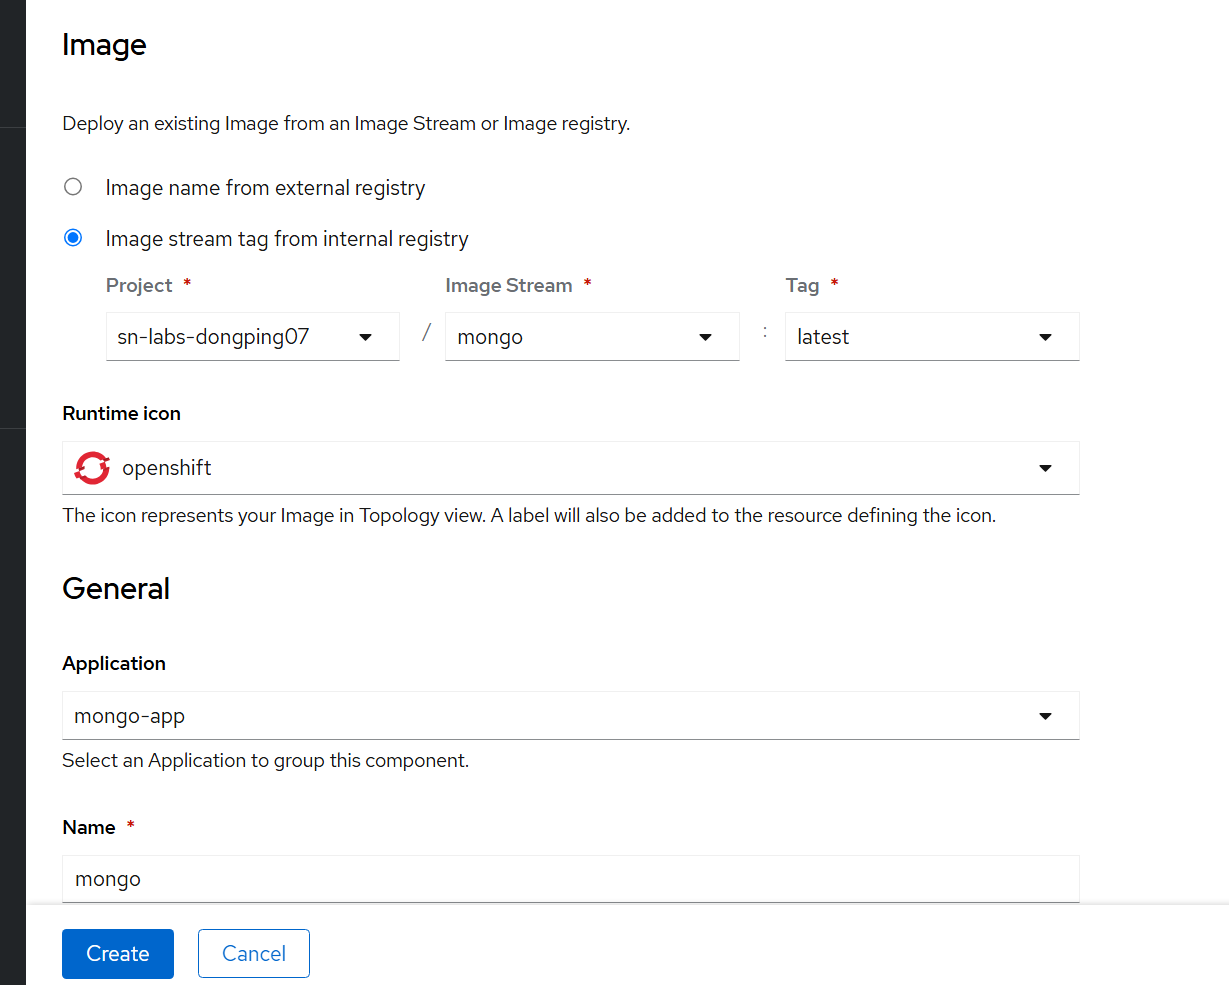 Image
Deploy an existing Image from an Image Stream or Image registry.
Image name from external registry
Image stream tag from internal registry
Project * Image Stream * Tag *
sn-labs-dongping07 / mongo : latest
Runtime icon
openshift
The icon represents your Image in Topology view. A label will also be added to the resource defining the icon.
General
Application
mongo-app
Select an Application to group this component.
Name *
mongo
Create Cancel